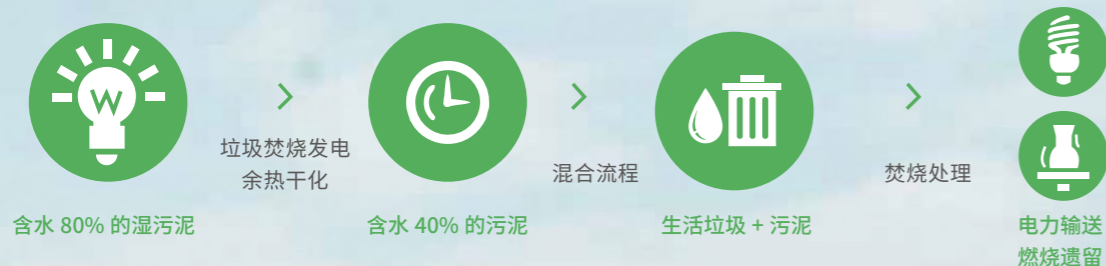 垃圾焚烧发电
余热干化
混合流程
焚烧处理
含水 80% 的湿污泥
含水 40% 的污泥
生活垃圾 + 污泥
电力输送
燃烧遗留